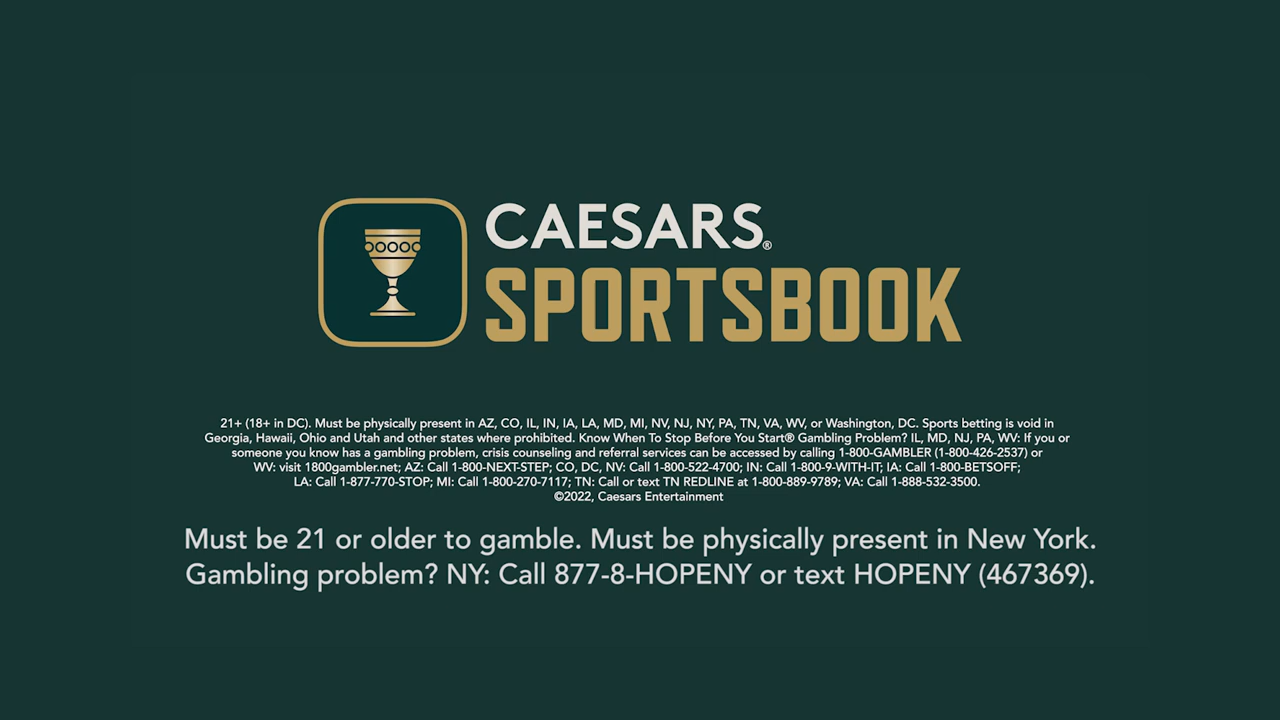 CAESARS®
SPORTSBOOK
21+ (18+ in DC). Must be physically present in AZ, CO, IL, IN, IA, LA, MD, MI, NV, NJ, NY, PA, TN, VA, WV, or Washington, DC. Sports betting is void in
Georgia, Hawaii, Ohio and Utah and other states where prohibited. Know When To Stop Before You Start® Gambling Problem? IL, MD, NJ, PA, WV: If you or
someone you know has a gambling problem, crisis counseling and referral services can be accessed by calling 1-800-GAMBLER (1-800-426-2537) or
WV: visit 1800gambler.net; AZ: Call 1-800-NEXT-STEP; CO, DC, NV: Call 1-800-522-4700; IN: Call 1-800-9-WITH-IT; IA: Call 1-800-BETSOFF;
LA: Call 1-877-770-STOP; MI: Call 1-800-270-7117; TN: Call or text TN REDLINE at 1-800-889-9789; VA: Call 1-888-532-3500.
©2022, Caesars Entertainment
Must be 21 or older to gamble. Must be physically present in New York.
Gambling problem? NY: Call 877-8-HOPENY or text HOPENY (467369).